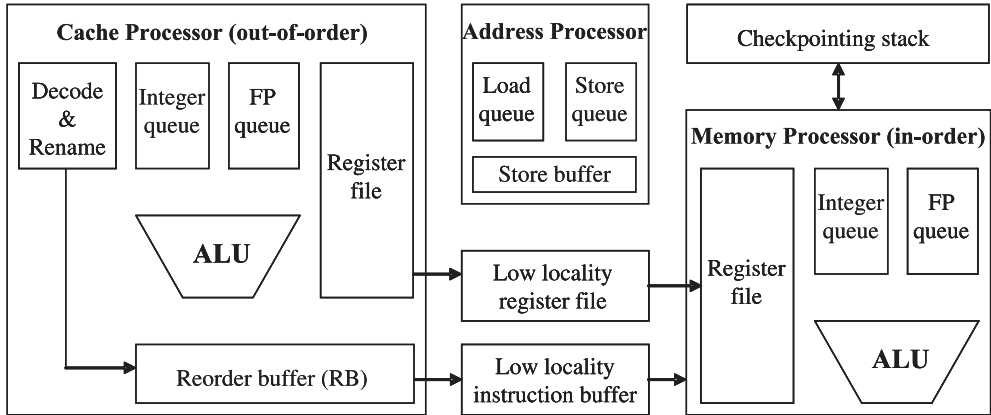 Cache Processor (out-of-order)
Decode
&
Rename
Integer
queue
FP
queue
Register
file
ALU
Reorder buffer (RB)
Address Processor
Load
queue
Store
queue
Store buffer
Low locality
register file
Low locality
instruction buffer
Checkpointing stack
Memory Processor (in-order)
Register
file
Integer
queue
FP
queue
ALU